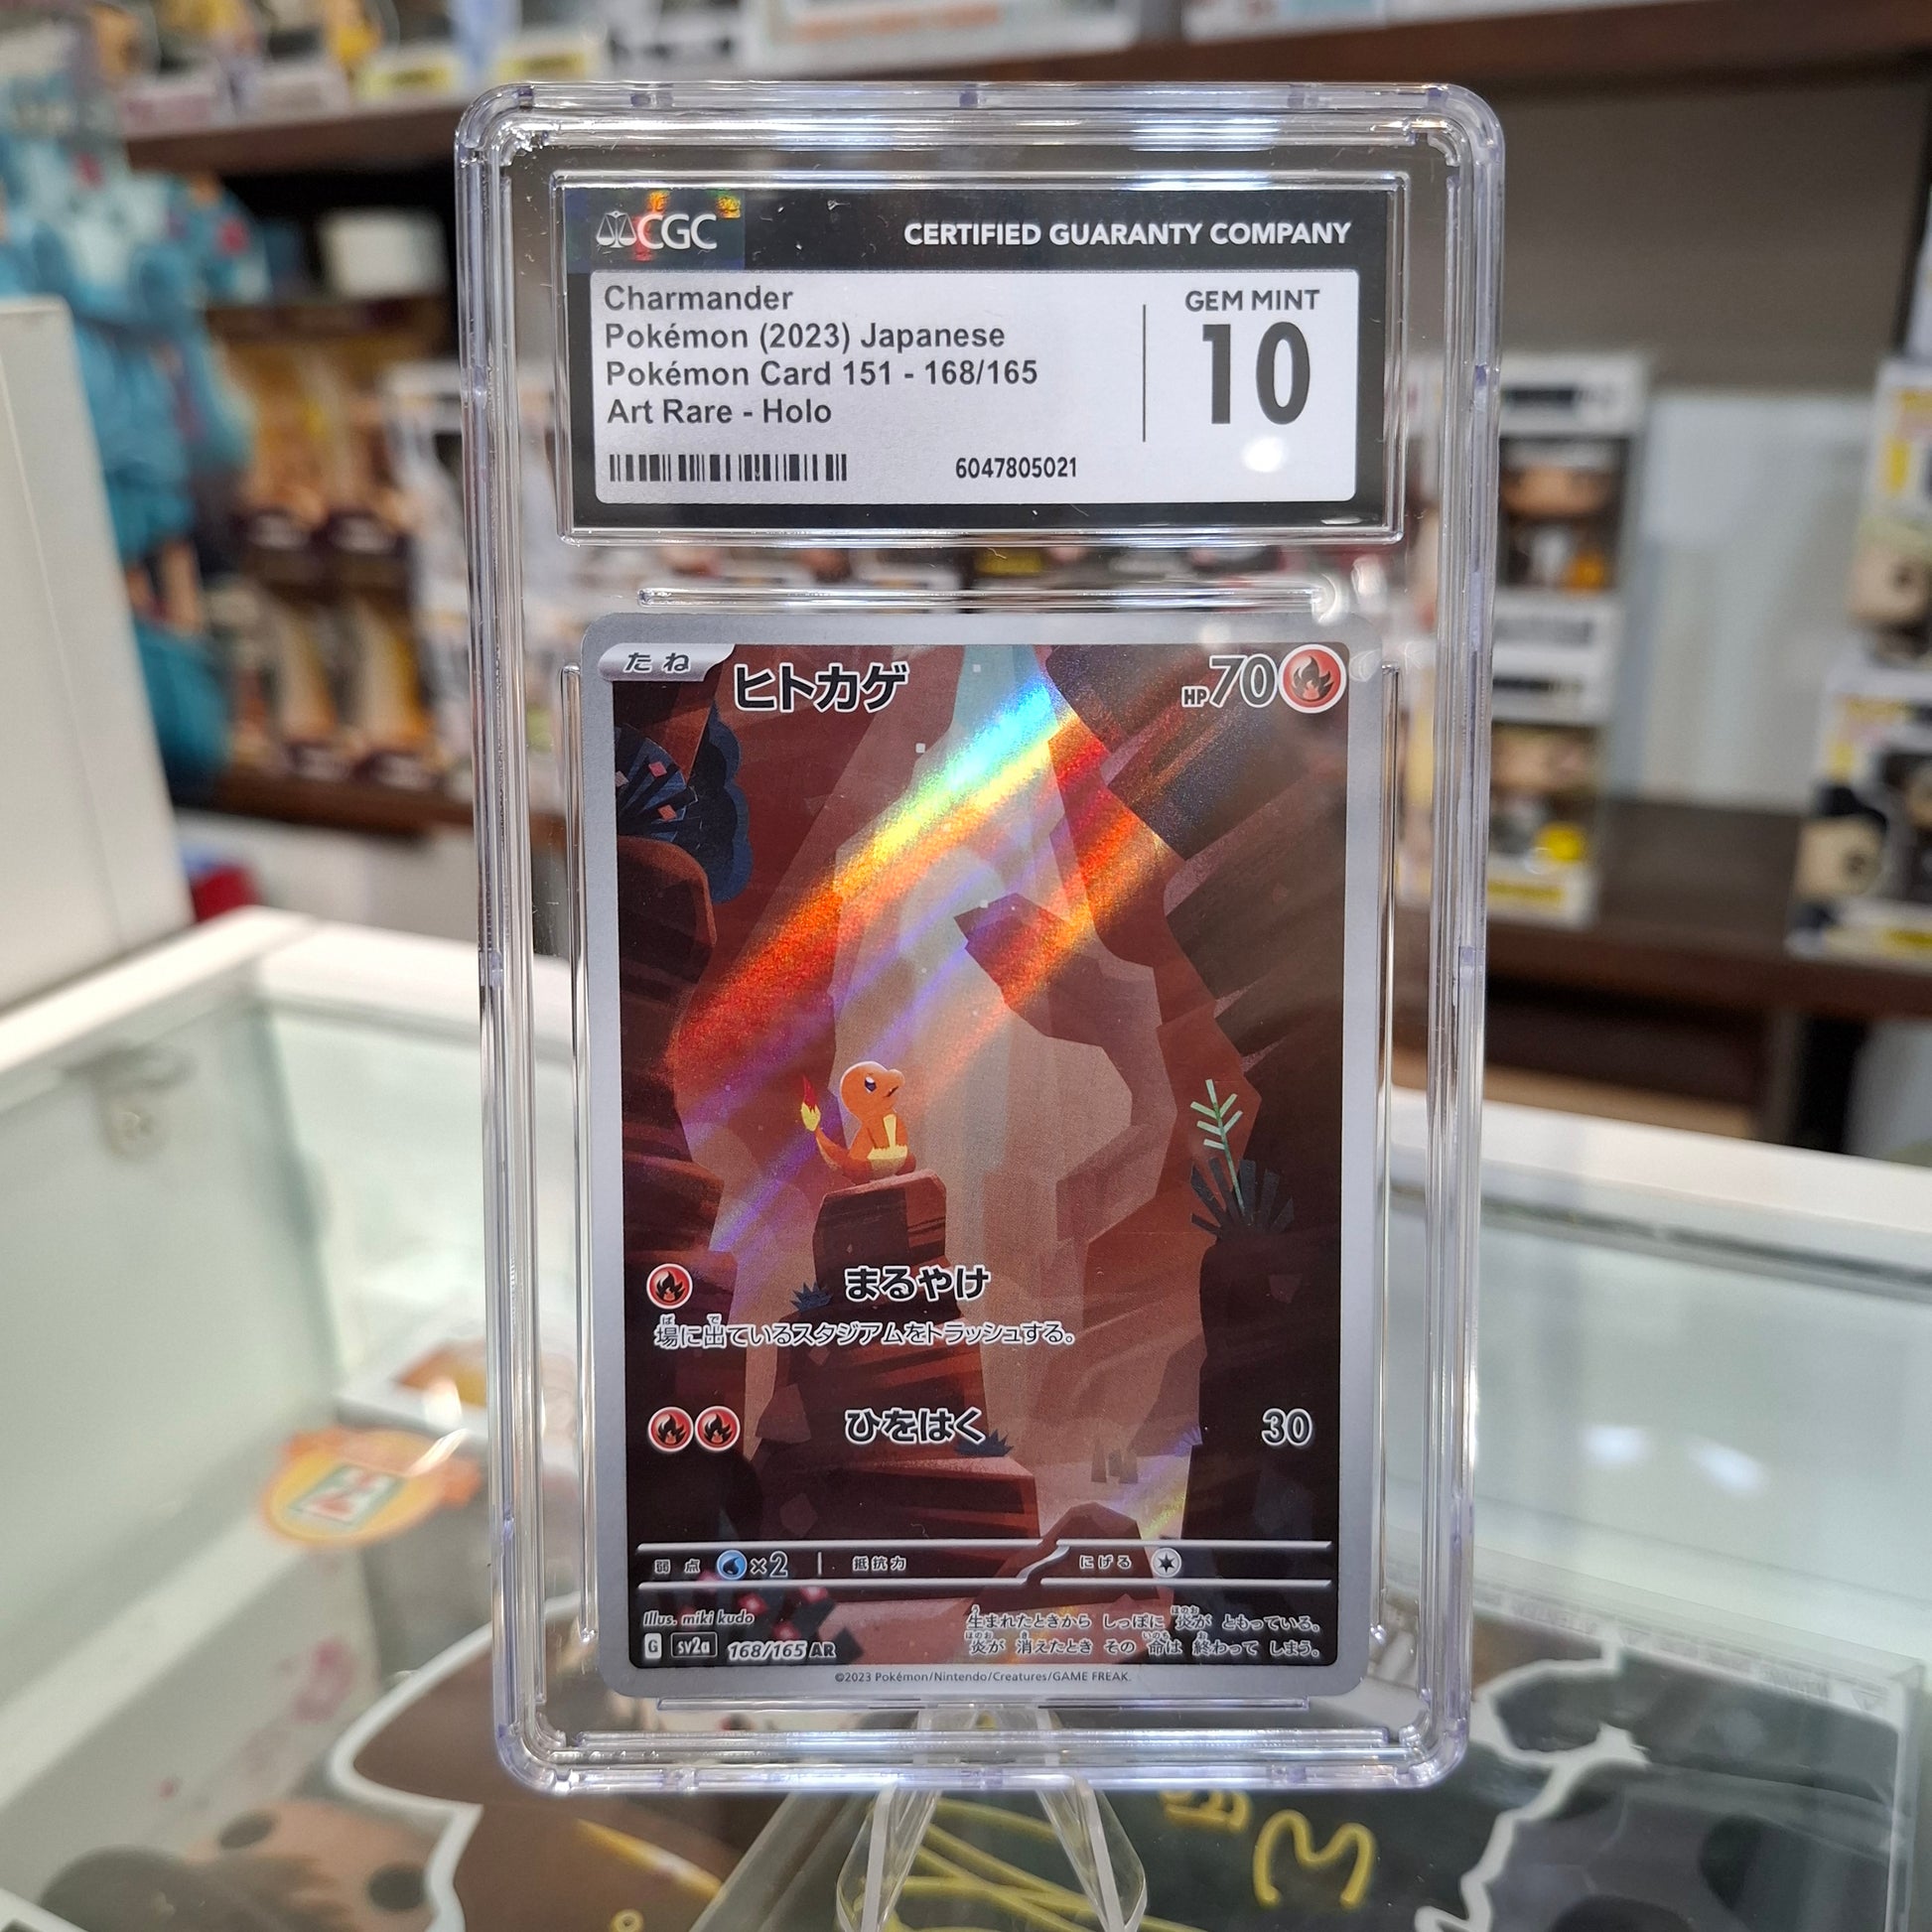 CGC
CERTIFIED GUARANTY COMPANY
Charmander
Pokémon (2023) Japanese
Pokémon Card 151 - 168/165
Art Rare - Holo
6047805021
GEM MINT
10
たね
ヒトカゲ
HP70
まるやけ
場に出ているスタジアムをトラッシュする。
ひをはく 30
弱点 ×2 抵抗力 にげる
Illus. miki kudo
G sv2a 168/165 AR
生まれたときから しっぽに 炎が ともっている。
炎が 消えたとき その 命は 終わって しまう。
©2023 Pokémon/Nintendo/Creatures/GAME FREAK.